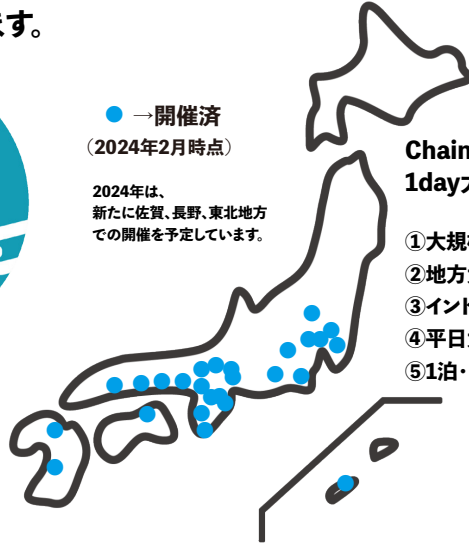 ます。
→開催済
（2024年2月時点）
2024年は、
新たに佐賀、長野、東北地方
での開催を予定しています。
Chain
1day
①大規
②地方
③イント
④平日
⑤1泊・